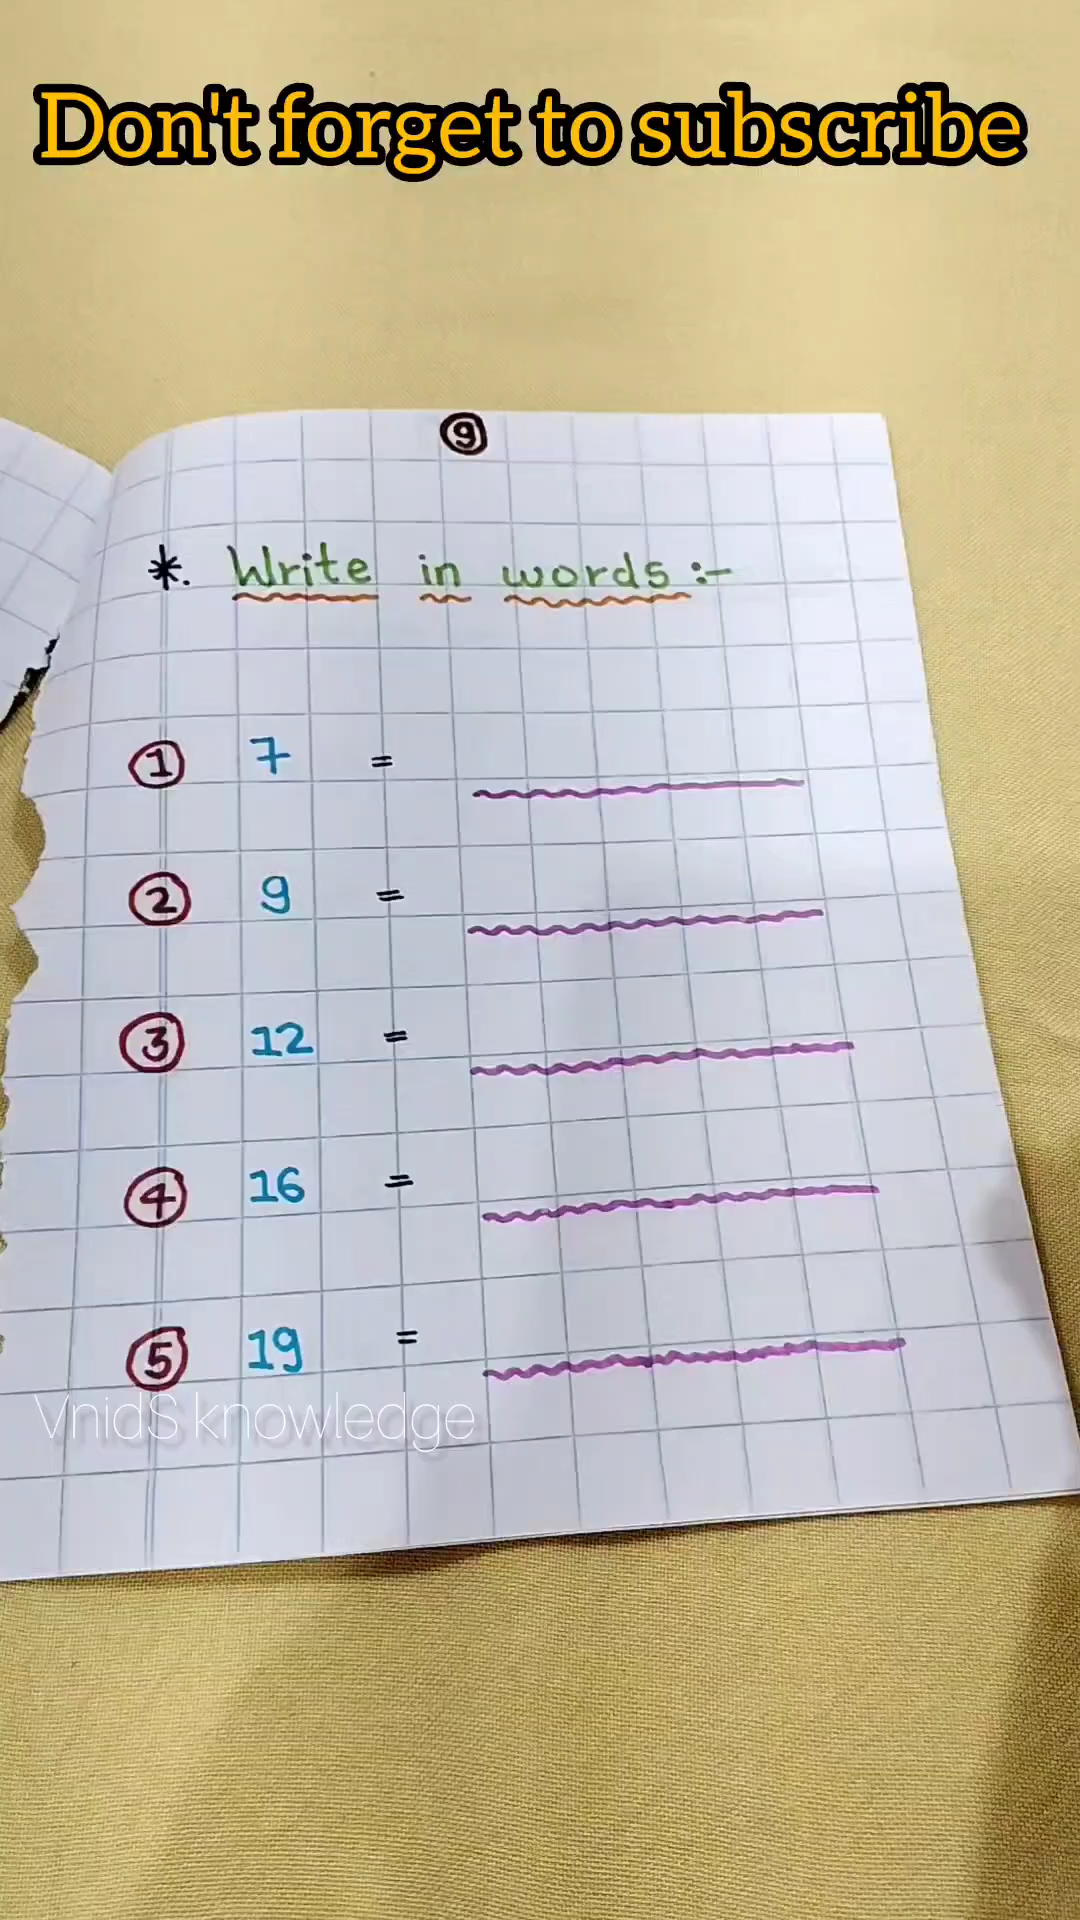 Don't forget to subscribe
9
*. Write in words :-
1 7 =
2 9 =
3 12 =
4 16 =
5 19 =
VnidS knowledge